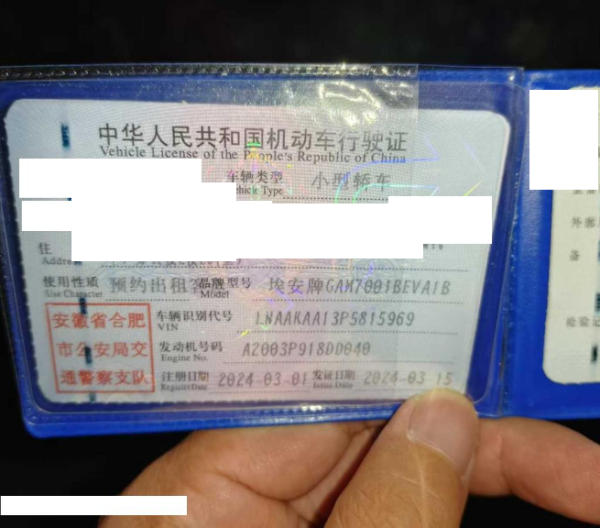 中华人民共和国机动车行驶证
Vehicle License of the People's Republic of China
车辆类型 小型轿车
Vehicle Type
住
Address
使用性质 预约出租 品牌型号 埃安牌GAM7001BEVA1B
Use Character Model
安徽省合肥
市公安局交
通警察支队
车辆识别代号 LNAAKAA13P5815969
VIN
发动机号码 A2003P918DD040
Engine No.
注册日期 2024-03-01 发证日期 2024-03-15
Register Date Issue Date
备
检验记